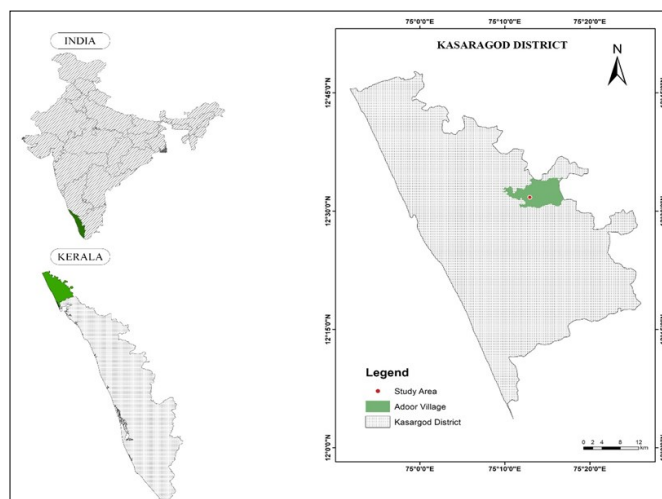 INDIA
KERALA
75°0'0"E 75°10'0"E 75°20'0"E
KASARAGOD DISTRICT
N
12°45'0"N
12°30'0"N
12°15'0"N
12°0'0"N
Legend
Study Area
Adoor Village
Kasargod District
0 2 4 8 12
km
75°0'0"E 75°10'0"E 75°20'0"E